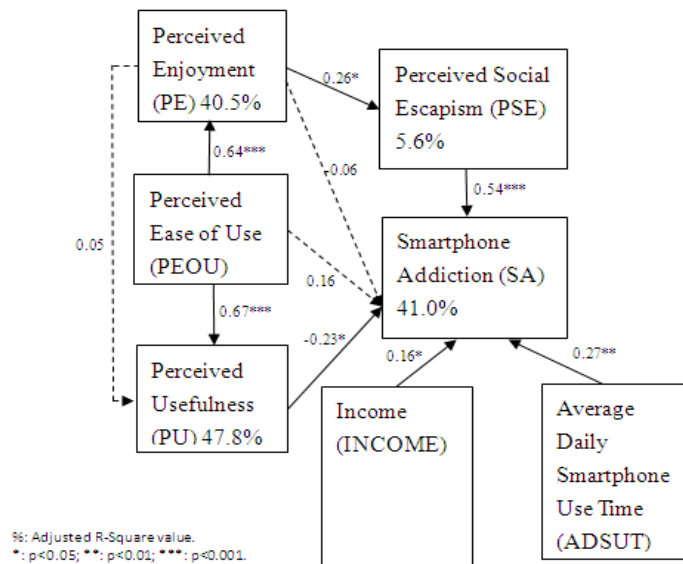 Perceived
Enjoyment
(PE) 40.5%
0.26*
Perceived Social
Escapism (PSE)
5.6%
0.64***
-0.06
0.54***
Perceived
Ease of Use
(PEOU)
0.05
0.16
Smartphone
Addiction (SA)
41.0%
0.67***
-0.23*
0.16*
0.27**
Perceived
Usefulness
(PU) 47.8%
Income
(INCOME)
Average
Daily
Smartphone
Use Time
(ADSUT)
%: Adjusted R-Square value.
*: p<0.05; **: p<0.01; ***: p<0.001.